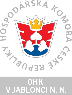 HOSPODÁŘSKÁ KOMORA ČESKÉ REPUBLIKY
OHK
V JABLONCI N. N.